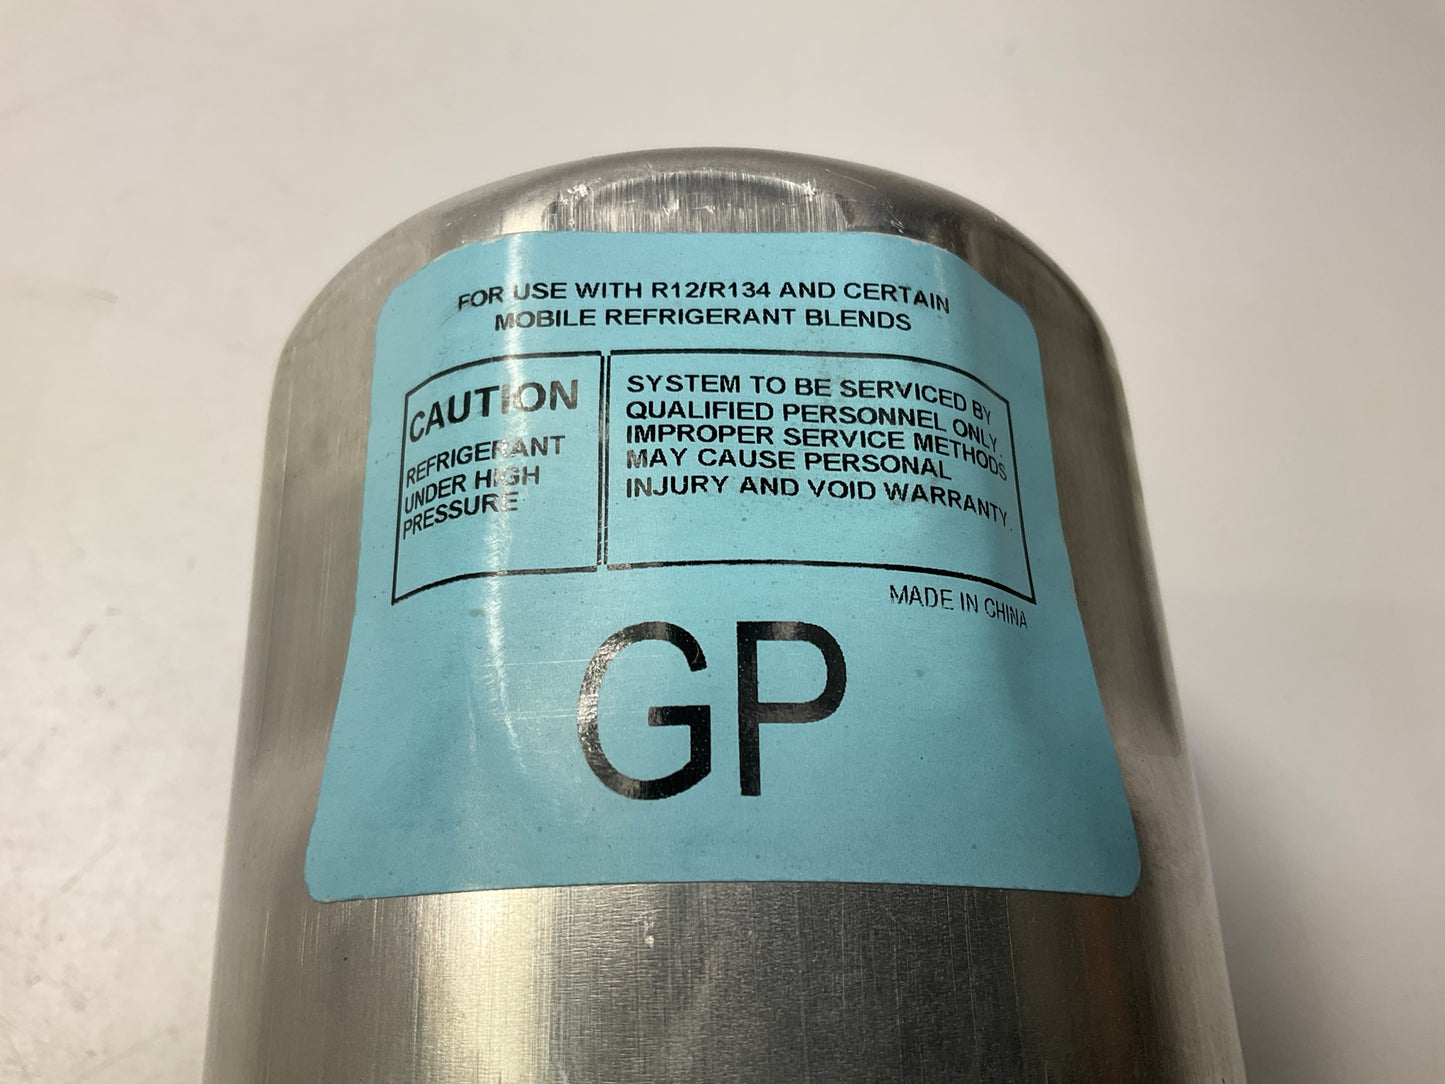 FOR USE WITH R12/R134 AND CERTAIN
MOBILE REFRIGERANT BLENDS
CAUTION
REFRIGERANT
UNDER HIGH
PRESSURE
SYSTEM TO BE SERVICED BY
QUALIFIED PERSONNEL ONLY.
IMPROPER SERVICE METHODS
MAY CAUSE PERSONAL
INJURY AND VOID WARRANTY.
MADE IN CHINA
GP